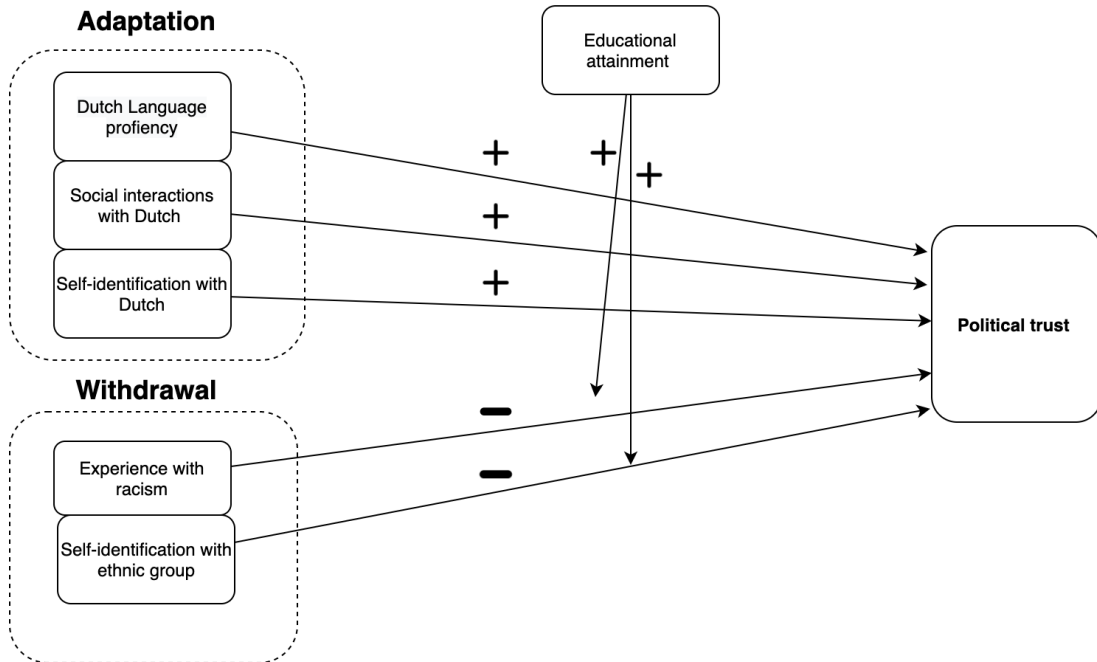 Adaptation
Dutch Language
profiency
Social interactions
with Dutch
Self-identification with
Dutch
Educational
attainment
+
+
+
+
+
Political trust
Withdrawal
Experience with
racism
Self-identification with
ethnic group
-
-